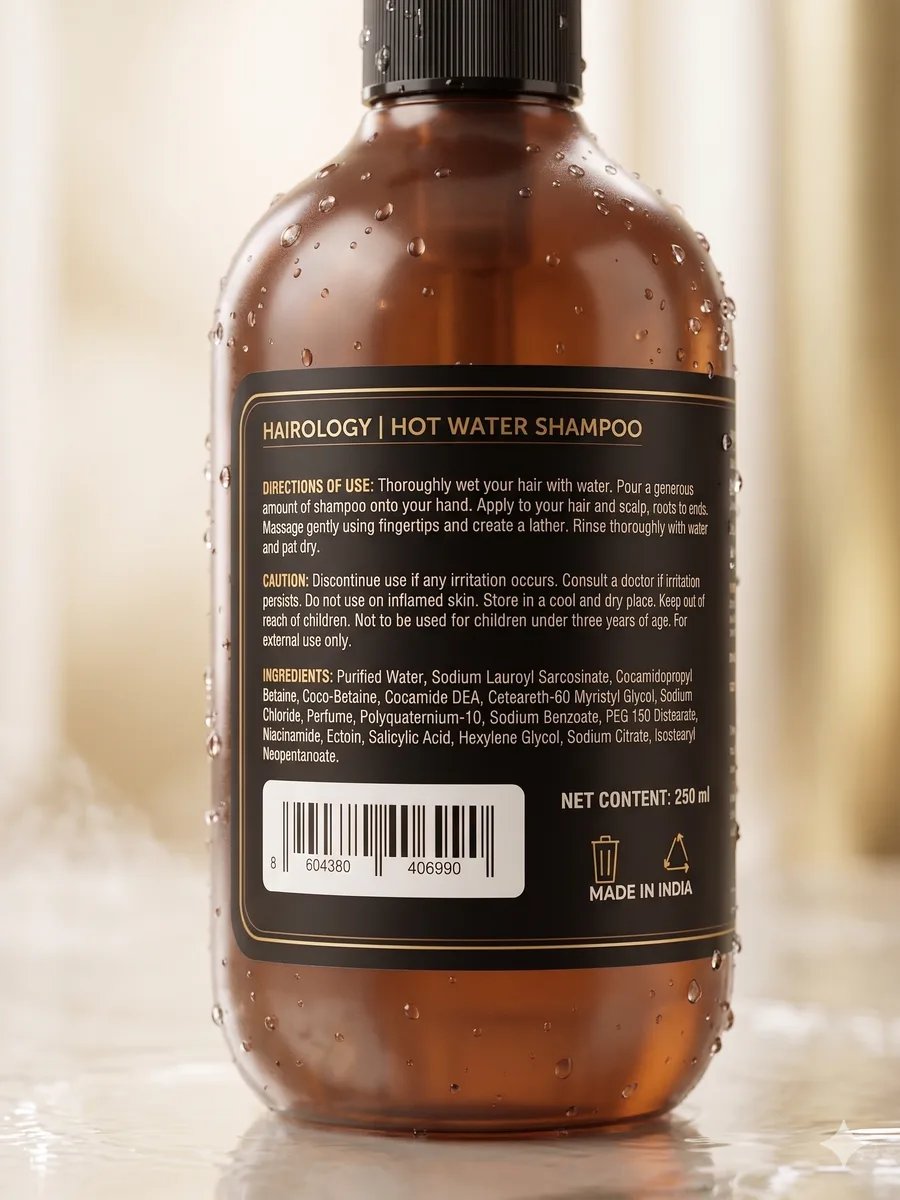 HAIROLOGY | HOT WATER SHAMPOO
DIRECTIONS OF USE: Thoroughly wet your hair with water. Pour a generous
amount of shampoo onto your hand. Apply to your hair and scalp, roots to ends.
Massage gently using fingertips and create a lather. Rinse thoroughly with water
and pat dry.
CAUTION: Discontinue use if any irritation occurs. Consult a doctor if irritation
persists. Do not use on inflamed skin. Store in a cool and dry place. Keep out of
reach of children. Not to be used for children under three years of age. For
external use only.
INGREDIENTS: Purified Water, Sodium Lauroyl Sarcosinate, Cocamidopropyl
Betaine, Coco-Betaine, Cocamide DEA, Ceteareth-60 Myristyl Glycol, Sodium
Chloride, Perfume, Polyquaternium-10, Sodium Benzoate, PEG 150 Distearate,
Niacinamide, Ectoin, Salicylic Acid, Hexylene Glycol, Sodium Citrate, Isostearyl
Neopentanoate.
NET CONTENT: 250 ml
8 604380 406990
MADE IN INDIA